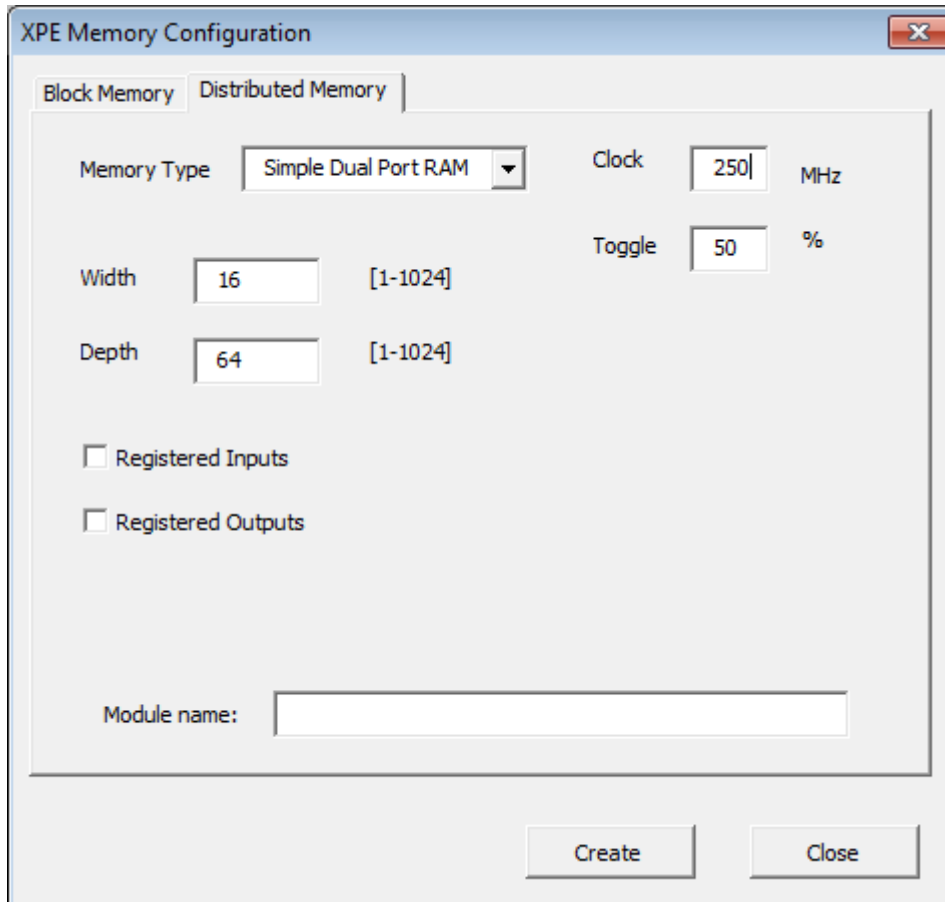 XPE Memory Configuration
Block Memory Distributed Memory
Memory Type Simple Dual Port RAM Clock 250 MHz
Toggle 50 %
Width 16 [1-1024]
Depth 64 [1-1024]
Registered Inputs
Registered Outputs
Module name:
Create Close